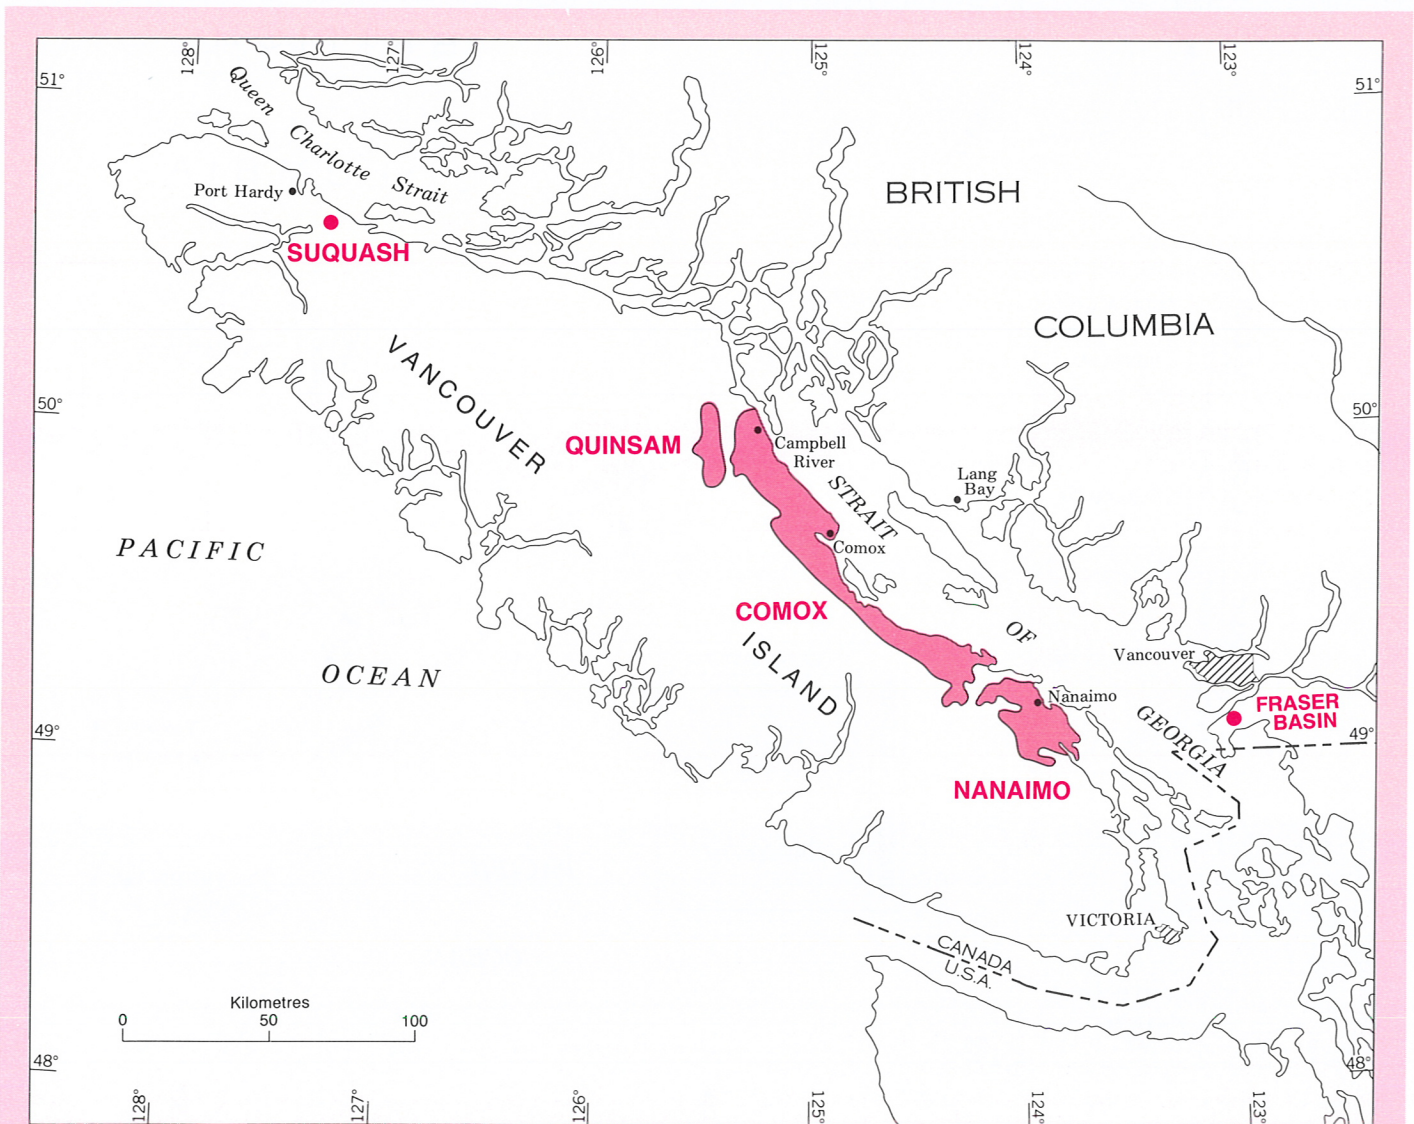 128°
127°
126°
125°
124°
123°
51°
51°
Queen
Charlotte
Strait
Port Hardy
SUQUASH
BRITISH
COLUMBIA
VANCOUVER
50°
50°
QUINSAM
Campbell
River
STRAIT
Lang
Bay
PACIFIC
Comox
COMOX
ISLAND
OF
OCEAN
Vancouver
Nanaimo
FRASER
BASIN
GEORGIA
49°
49°
NANAIMO
VICTORIA
CANADA
U.S.A.
Kilometres
0
50
100
48°
48°
128°
127°
126°
125°
124°
123°